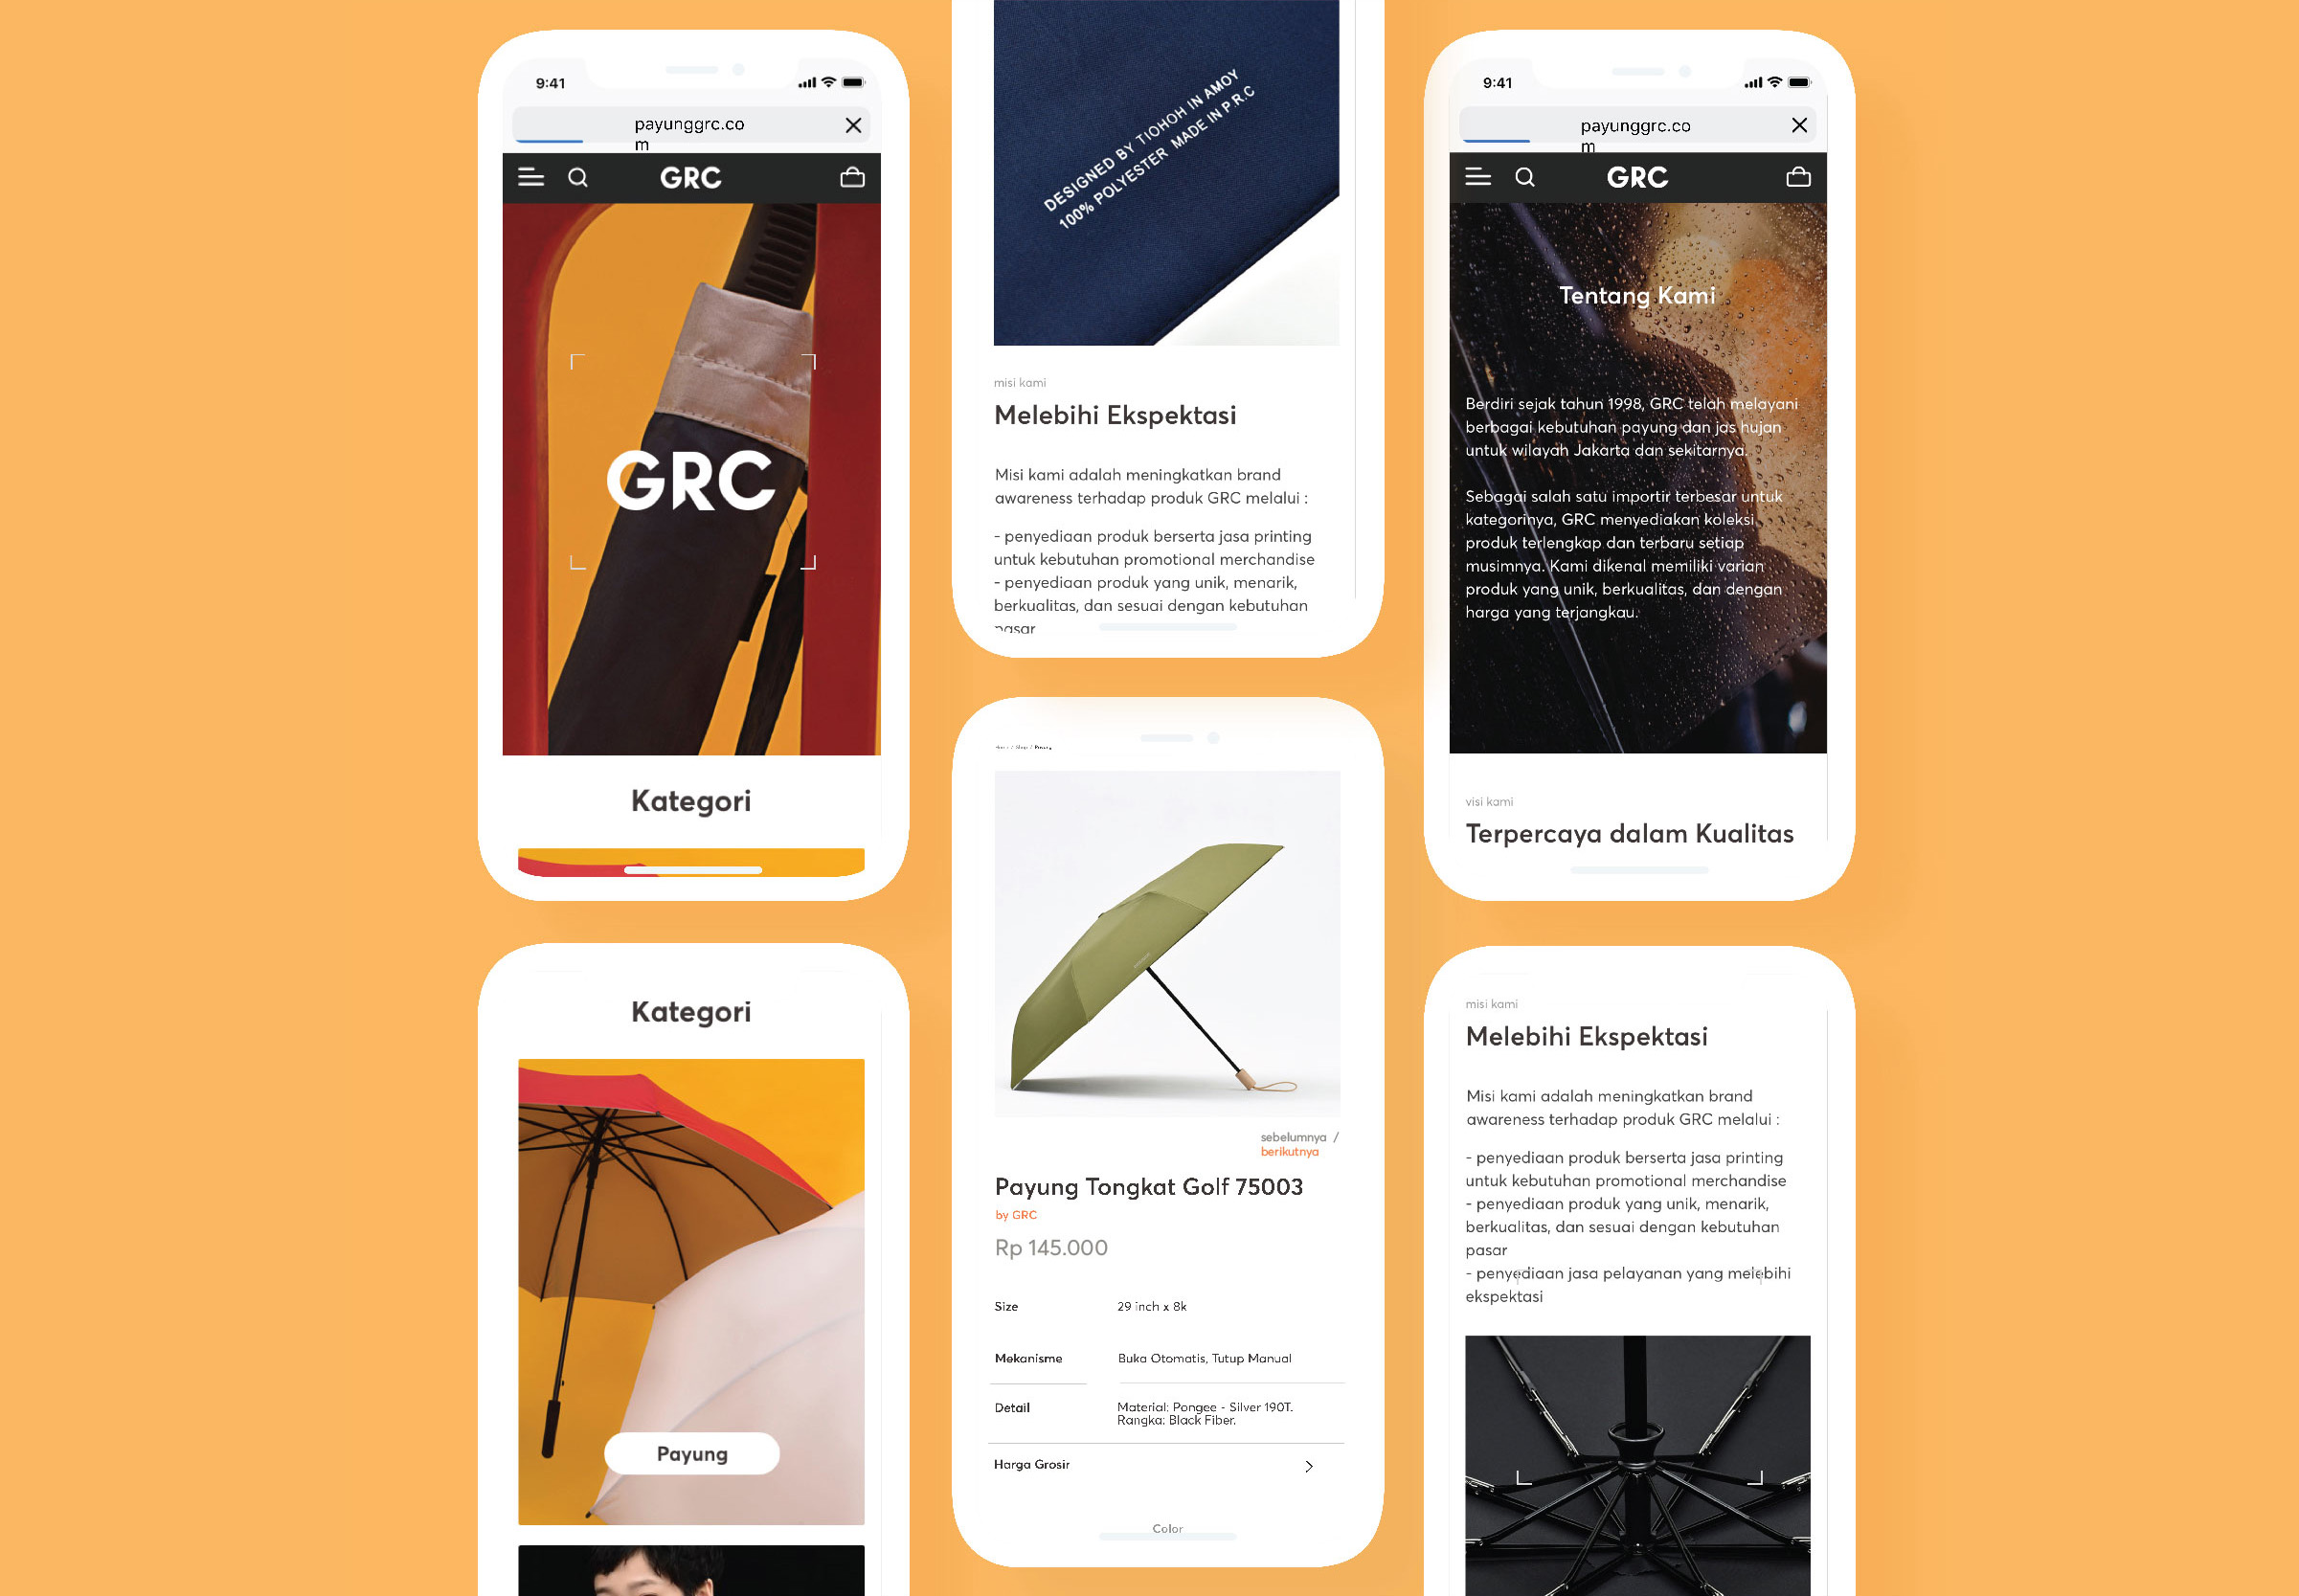 9:41
payunggrc.co
m
GRC
GRC
Kategori
Kategori
Payung
DESIGNED BY TIOHOH IN AMOY
100% POLYESTER MADE IN P.R.C
misi kami
Melebihi Ekspektasi
Misi kami adalah meningkatkan brand
awareness terhadap produk GRC melalui :
- penyediaan produk berserta jasa printing
untuk kebutuhan promotional merchandise
- penyediaan produk yang unik, menarik,
berkualitas, dan sesuai dengan kebutuhan
pasar
Home / Shop / Payung
sebelumnya /
berikutnya
Payung Tongkat Golf 75003
by GRC
Rp 145.000
Size 29 inch x 8k
Mekanisme Buka Otomatis, Tutup Manual
Detail Material: Pongee - Silver 190T.
Rangka: Black Fiber.
Harga Grosir
Color
9:41
payunggrc.co
m
GRC
Tentang Kami
Berdiri sejak tahun 1998, GRC telah melayani
berbagai kebutuhan payung dan jas hujan
untuk wilayah Jakarta dan sekitarnya.
Sebagai salah satu importir terbesar untuk
kategorinya, GRC menyediakan koleksi
produk terlengkap dan terbaru setiap
musimnya. Kami dikenal memiliki varian
produk yang unik, berkualitas, dan dengan
harga yang terjangkau.
visi kami
Terpercaya dalam Kualitas
misi kami
Melebihi Ekspektasi
Misi kami adalah meningkatkan brand
awareness terhadap produk GRC melalui :
- penyediaan produk berserta jasa printing
untuk kebutuhan promotional merchandise
- penyediaan produk yang unik, menarik,
berkualitas, dan sesuai dengan kebutuhan
pasar
- penyediaan jasa pelayanan yang melebihi
ekspektasi